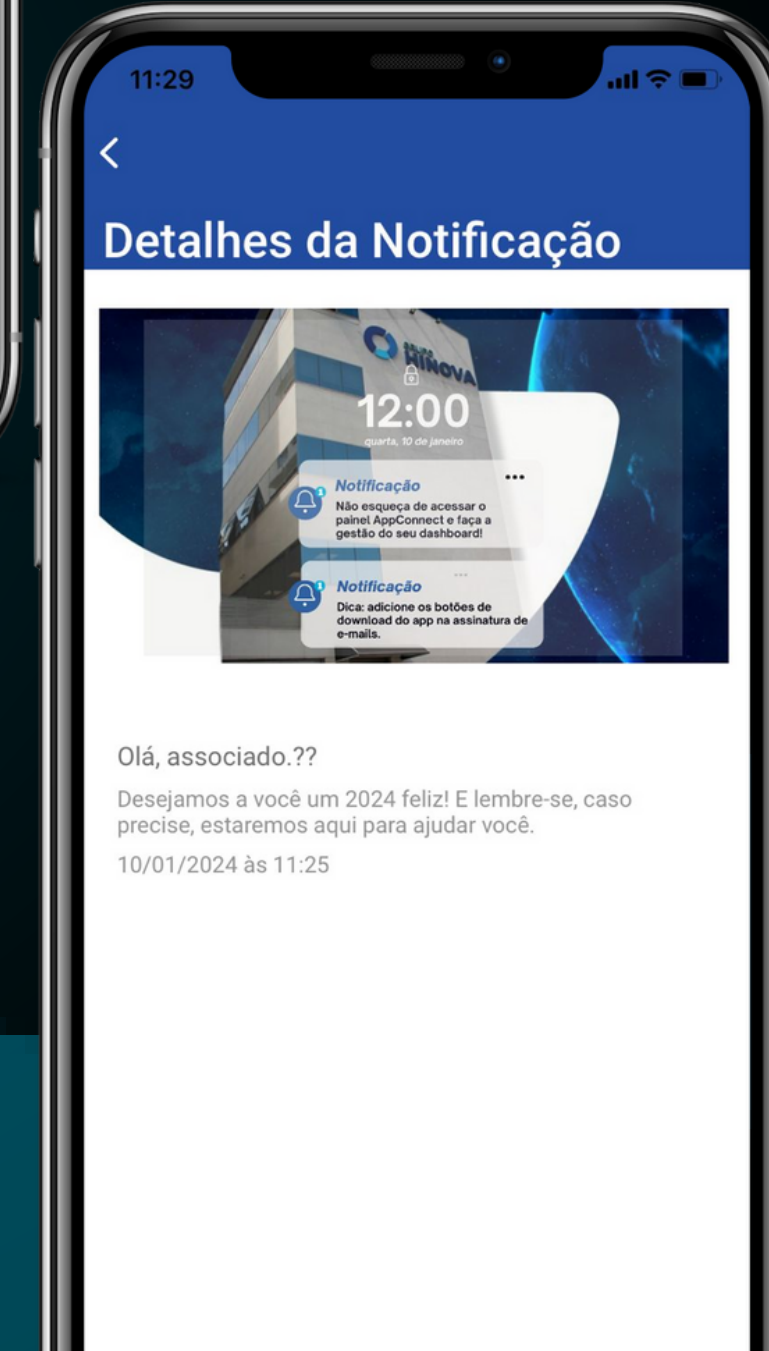 11:29
Detalhes da Notificação
GRUPO
HINOVA
12:00
quarta, 10 de janeiro
Notificação
Não esqueça de acessar o
painel AppConnect e faça a
gestão do seu dashboard!
Notificação
Dica: adicione os botões de
download do app na assinatura de
e-mails.
Olá, associado.??
Desejamos a você um 2024 feliz! E lembre-se, caso
precise, estaremos aqui para ajudar você.
10/01/2024 às 11:25